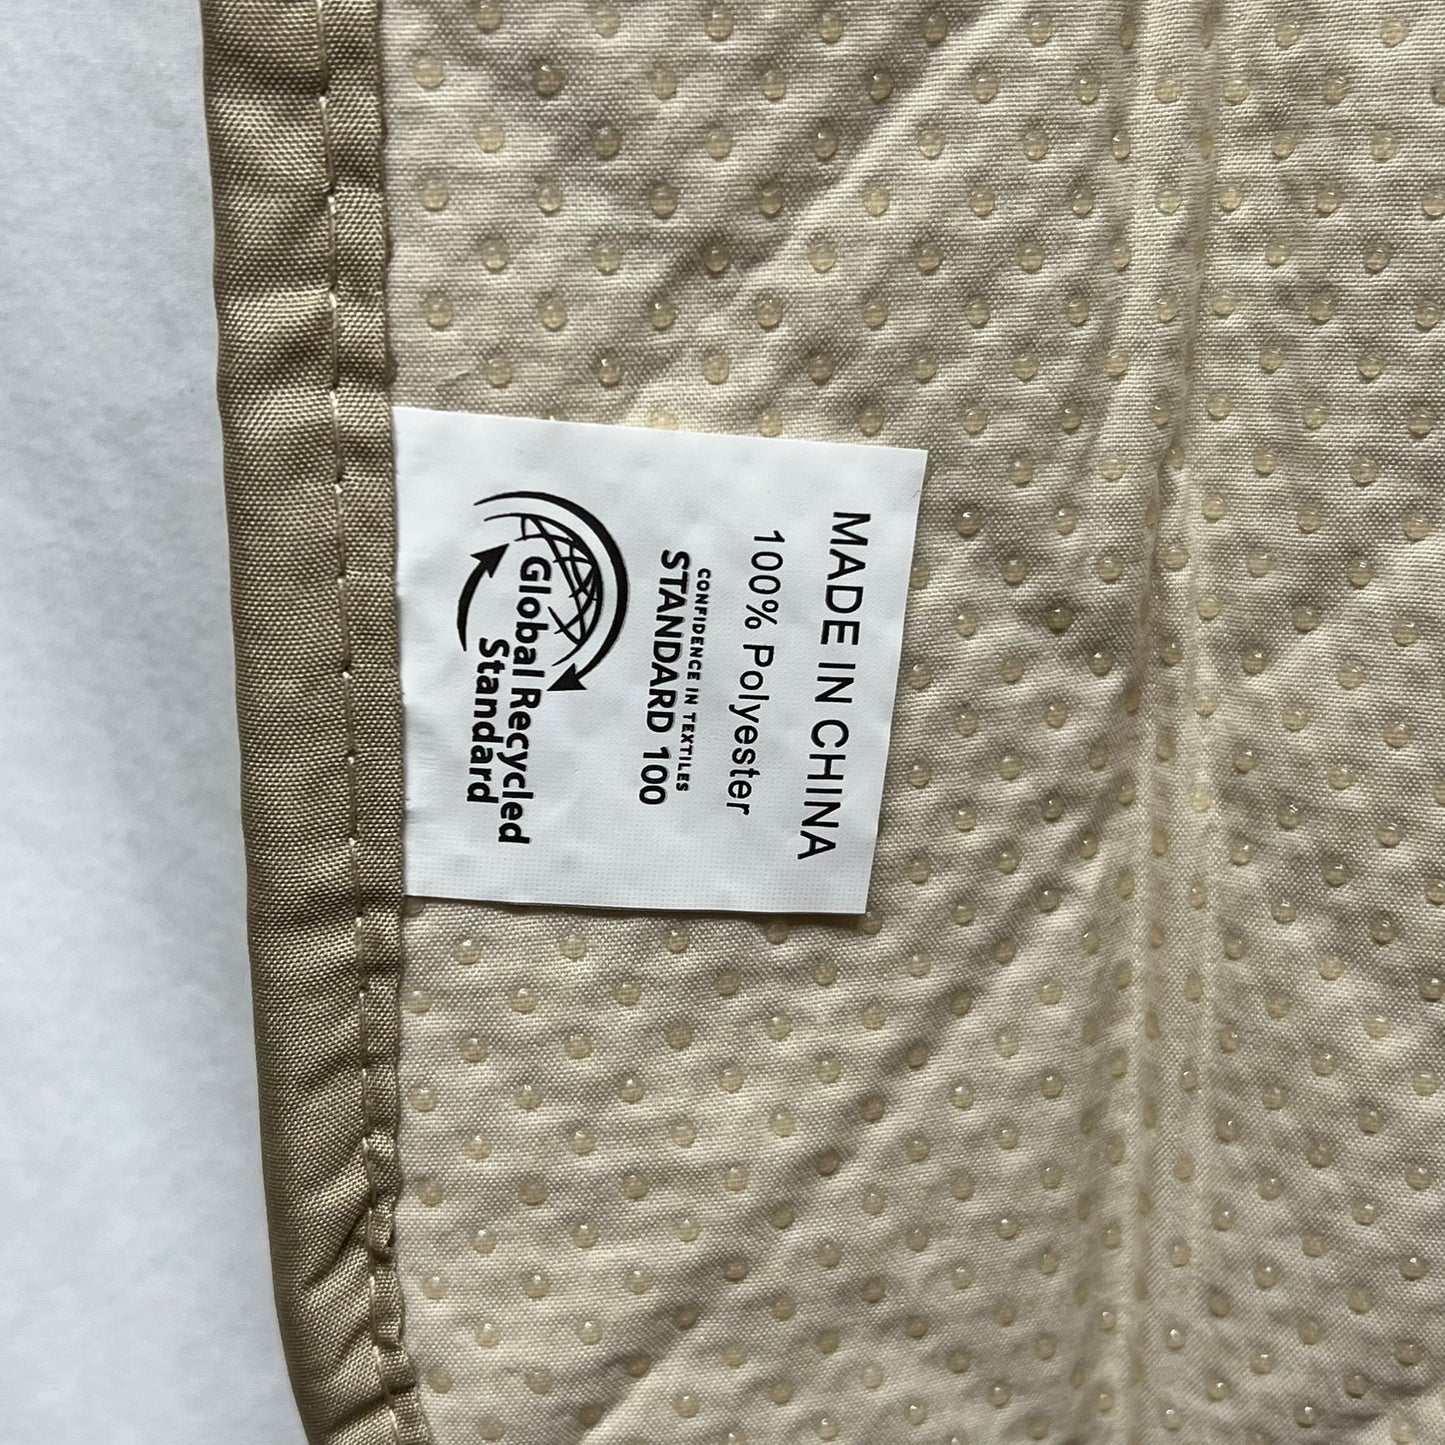 MADE IN CHINA
100% Polyester
CONFIDENCE IN TEXTILES
STANDARD 100
Global Recycled
Standard